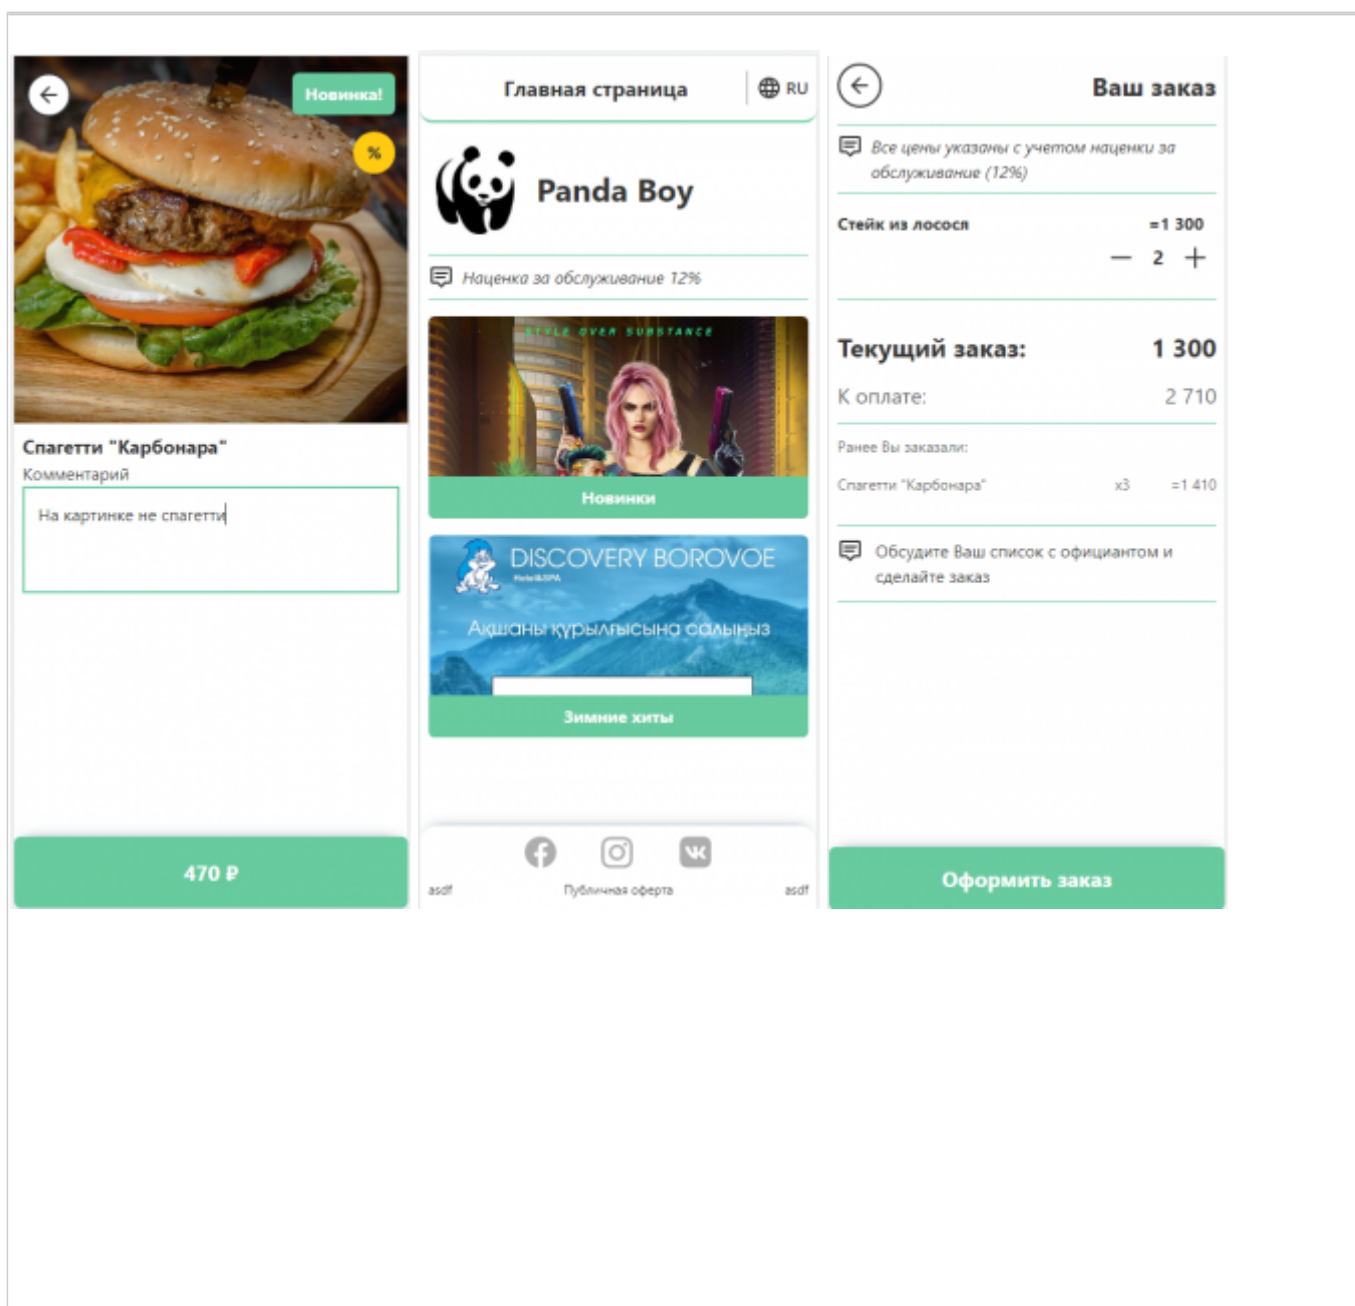 Новинка!
%
Спагетти "Карбонара"
Комментарий
На картинке не спагетти
470 ₽
Главная страница
RU
Panda Boy
Наценка за обслуживание 12%
STYLE OVER SUBSTANCE
Новинки
DISCOVERY BOROVOE
Hotel&SPA
Ақшаны құрылғысына салыңыз
Зимние хиты
asdf
Публичная оферта
asdf
Ваш заказ
Все цены указаны с учетом наценки за
обслуживание (12%)
Стейк из лосося =1 300
2
Текущий заказ: 1 300
К оплате: 2 710
Ранее Вы заказали:
Спагетти "Карбонара" x3 =1 410
Обсудите Ваш список с официантом и
сделайте заказ
Оформить заказ